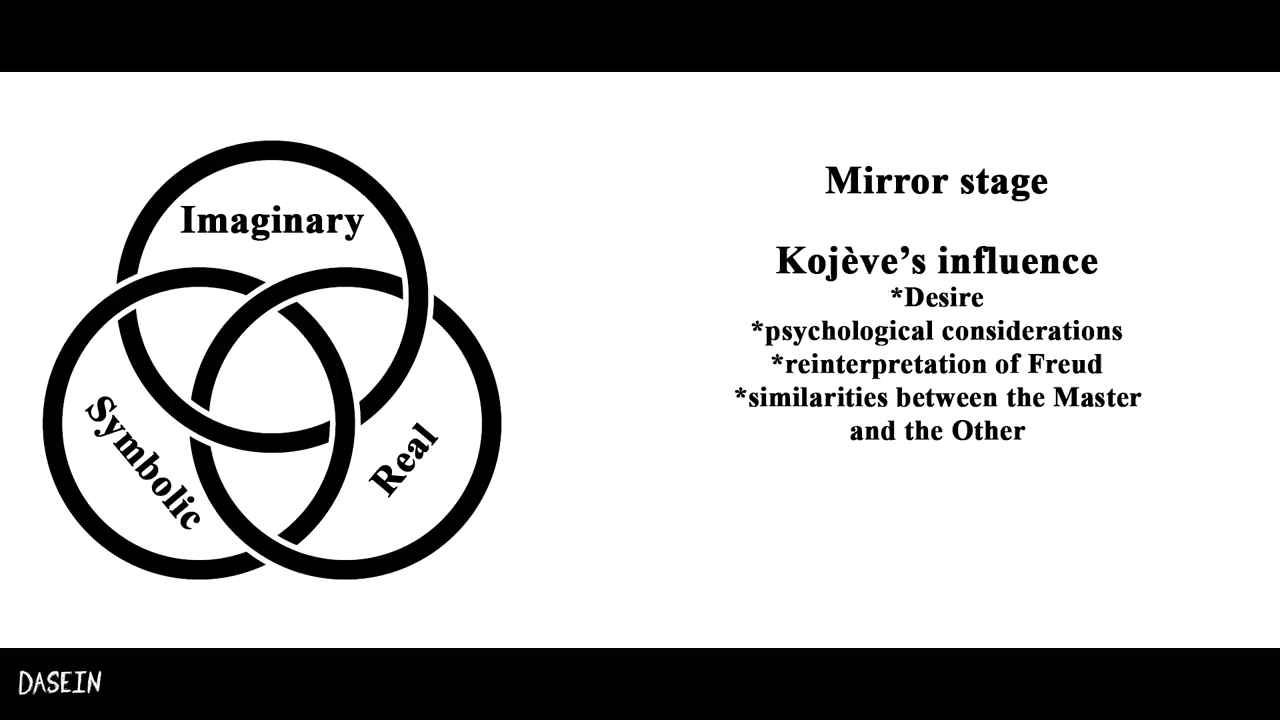 Imaginary
Symbolic
Real
Mirror stage
Kojève’s influence
*Desire
*psychological considerations
*reinterpretation of Freud
*similarities between the Master
and the Other
DASEIN